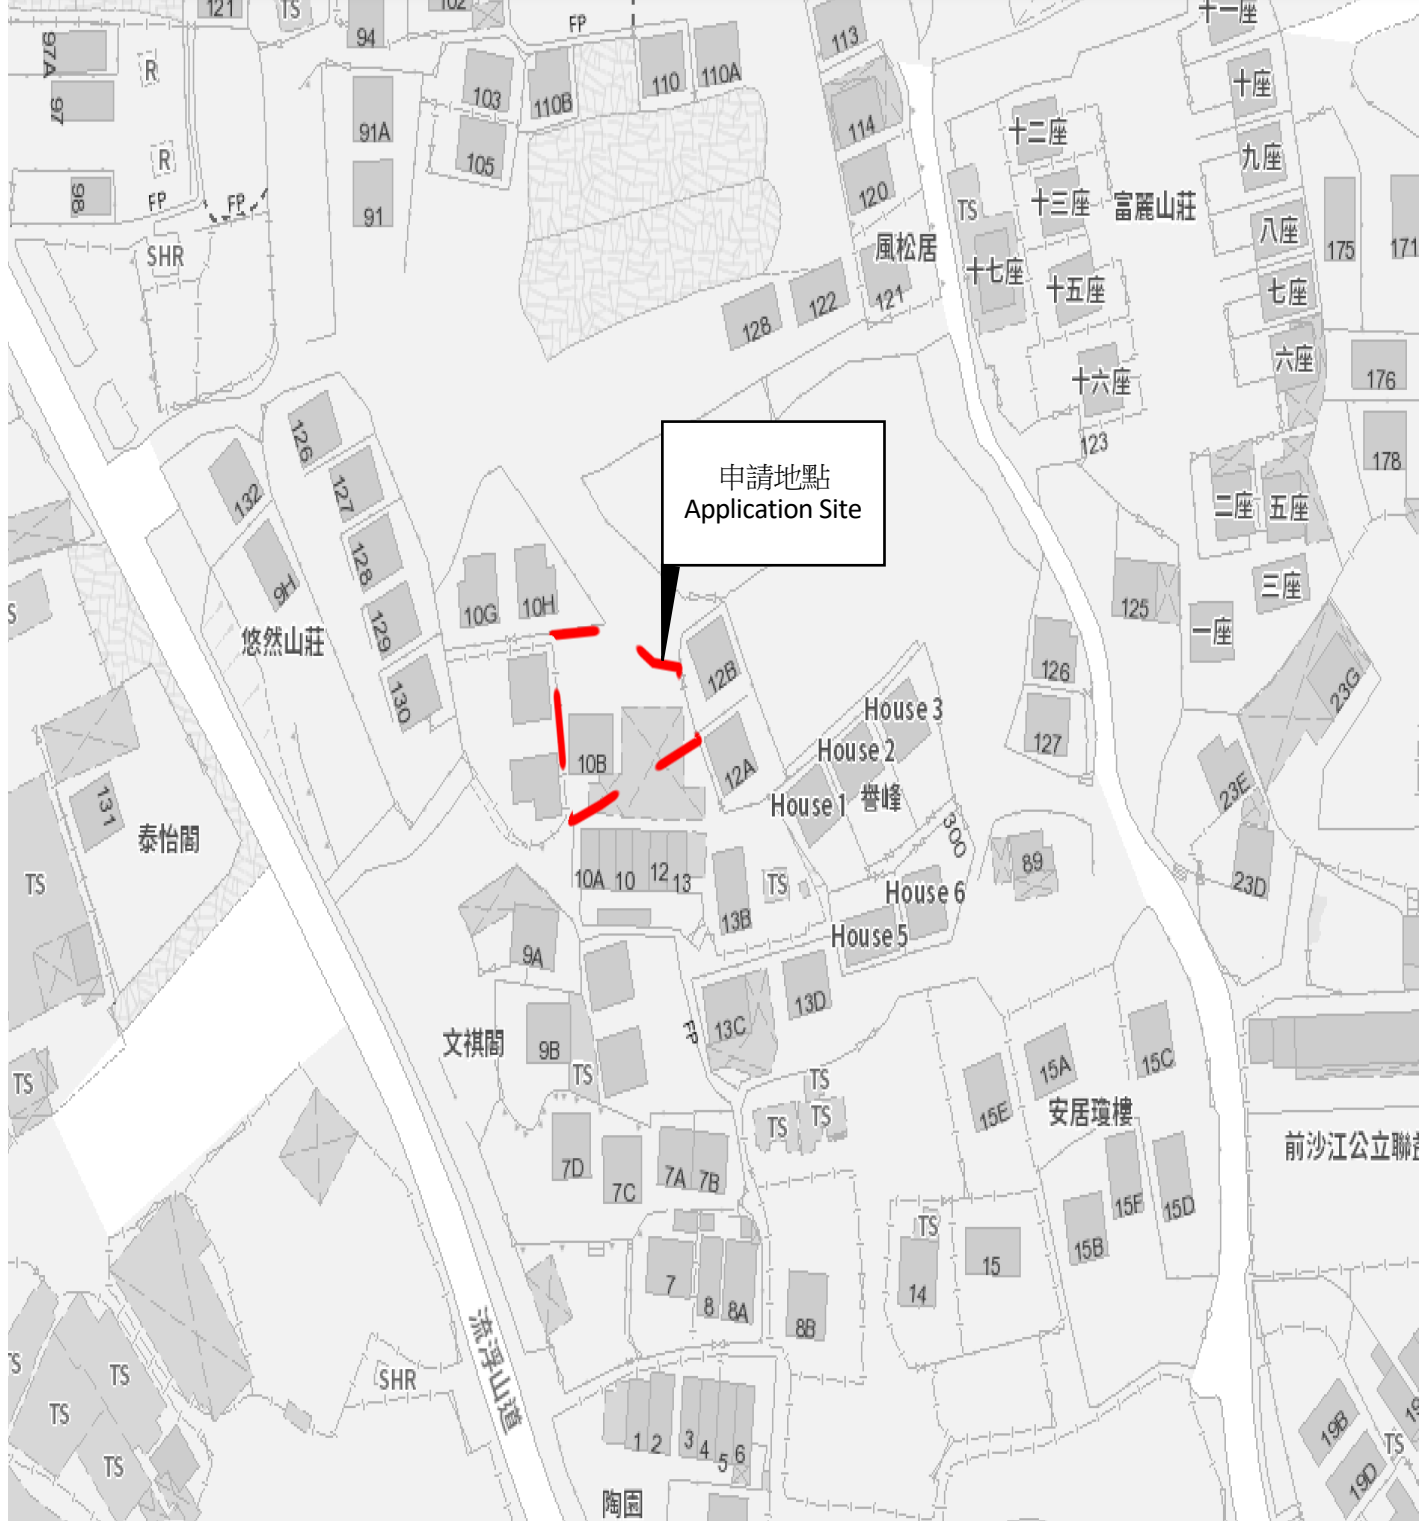 121
TS
102
94
FP
113
十一座
97A
R
103
110B
110
110A
十座
97
91A
114
十二座
105
R
九座
98
FP
FP
91
120
TS
十三座
富麗山莊
八座
SHR
風松居
175
171
十七座
十五座
七座
128
122
121
六座
十六座
176
126
123
178
132
127
申請地點
Application Site
二座
五座
128
9H
三座
S
10G
10H
125
129
悠然山莊
一座
126
12B
130
23G
House 3
127
House 2
10B
12A
131
House 1
譽峰
23E
泰怡閣
300
TS
10A
10
12
13
TS
89
23D
House 6
13B
House 5
9A
13D
13C
FP
文祺閣
9B
TS
TS
TS
15A
15C
15E
TS
TS
安居瓊樓
前沙江公立聯益
7D
7C
7A
7B
15F
15D
TS
15B
7
8
8A
14
15
8B
流浮山道
TS
TS
SHR
TS
1
2
3
4
5
6
19B
19
TS
TS
19D
陶園